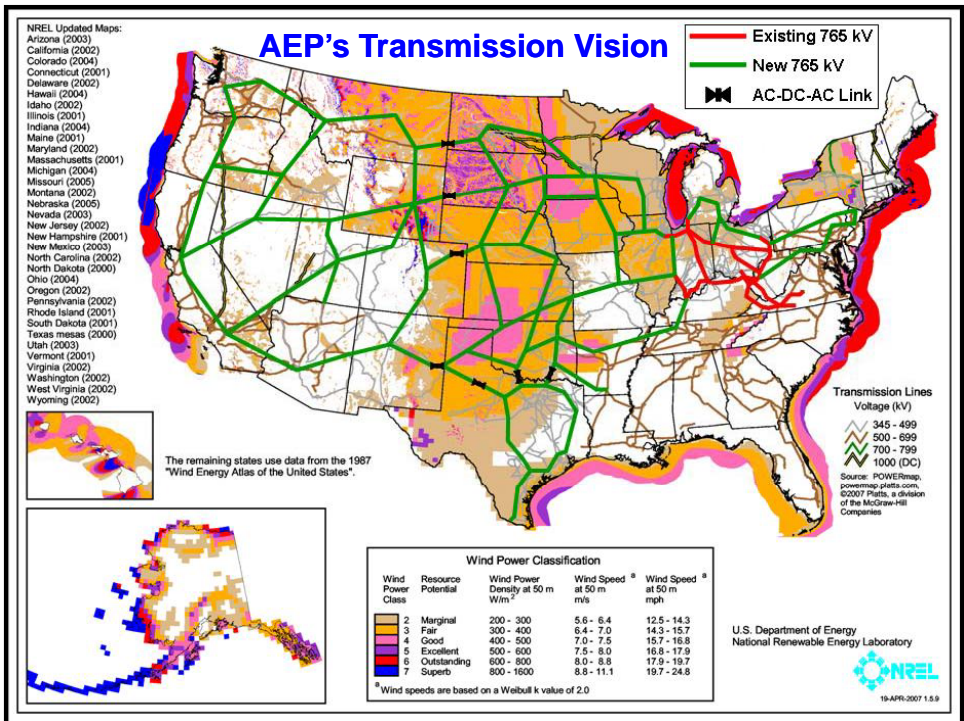 AEP's Transmission Vision
Existing 765 kV
New 765 kV
AC-DC-AC Link
NREL Updated Maps:
Arizona (2003)
California (2002)
Colorado (2004)
Connecticut (2001)
Delaware (2002)
Hawaii (2004)
Idaho (2002)
Illinois (2001)
Indiana (2004)
Maine (2001)
Maryland (2002)
Massachusetts (2001)
Michigan (2004)
Missouri (2005)
Montana (2002)
Nebraska (2005)
Nevada (2003)
New Jersey (2002)
New Hampshire (2001)
New Mexico (2003)
North Carolina (2002)
North Dakota (2000)
Ohio (2004)
Oregon (2002)
Pennsylvania (2002)
Rhode Island (2001)
South Dakota (2001)
Texas mesas (2000)
Utah (2003)
Vermont (2001)
Virginia (2002)
Washington (2002)
West Virginia (2002)
Wyoming (2002)
The remaining states use data from the 1987
"Wind Energy Atlas of the United States".
Transmission Lines
Voltage (kV)
345 - 499
500 - 699
700 - 799
1000 (DC)
Source: POWERmap,
powermap.platts.com,
©2007 Platts, a division
of the McGraw-Hill
Companies
Wind Power Classification
Wind Resource Wind Power Wind Speed a Wind Speed a
Power Potential Density at 50 m at 50 m at 50 m
Class W/m 2 m/s mph
2 Marginal 200 - 300 5.6 - 6.4 12.5 - 14.3
3 Fair 300 - 400 6.4 - 7.0 14.3 - 15.7
4 Good 400 - 500 7.0 - 7.5 15.7 - 16.8
5 Excellent 500 - 600 7.5 - 8.0 16.8 - 17.9
6 Outstanding 600 - 800 8.0 - 8.8 17.9 - 19.7
7 Superb 800 - 1600 8.8 - 11.1 19.7 - 24.8
a Wind speeds are based on a Weibull k value of 2.0
U.S. Department of Energy
National Renewable Energy Laboratory
NREL
19-APR-2007 1.5.9